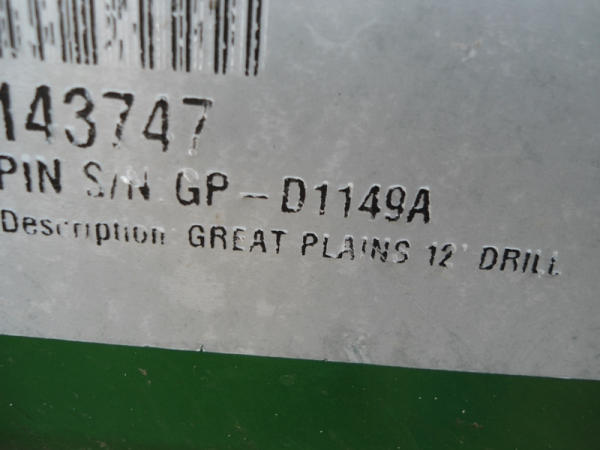 143747
PIN S/N GP-D1149A
Description: GREAT PLAINS 12' DRILL